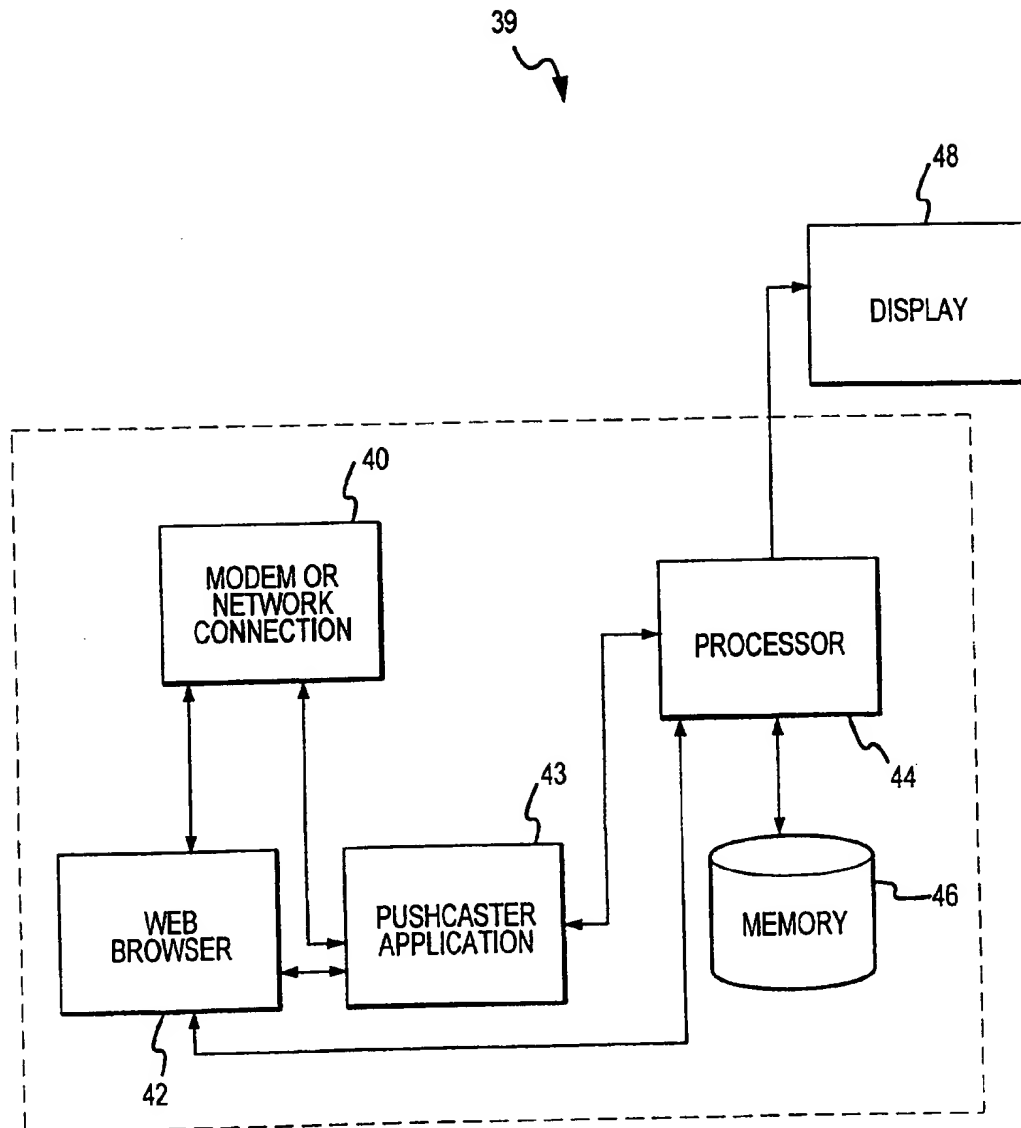 39
48
DISPLAY
40
MODEM OR
NETWORK
CONNECTION
PROCESSOR
44
43
WEB
BROWSER
PUSHCASTER
APPLICATION
MEMORY
46
42